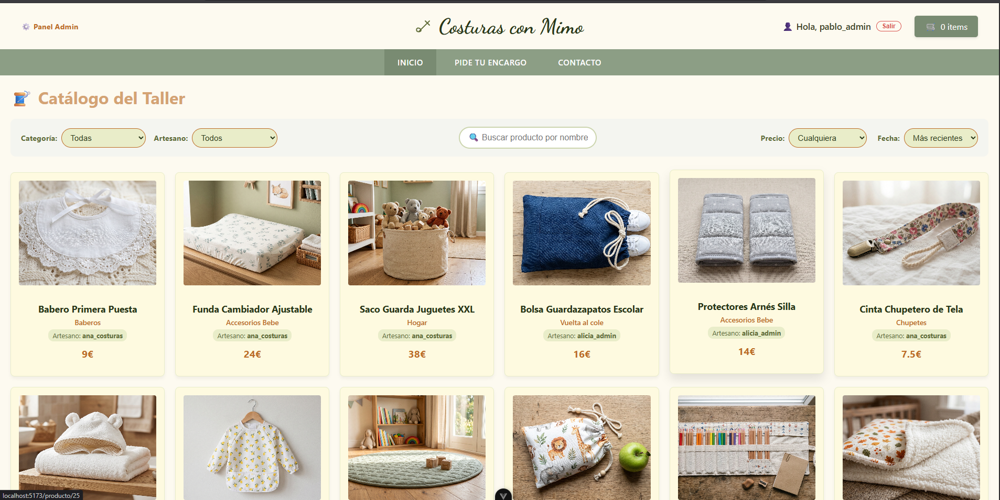 Panel Admin
Costuras con Mimo
Hola, pablo_admin
Salir
0 items
INICIO
PIDE TU ENCARGO
CONTACTO
Catálogo del Taller
Categoría: Todas
Artesano: Todos
Buscar producto por nombre
Precio: Cualquiera
Fecha: Más recientes
Babero Primera Puesta
Baberos
Artesano: ana_costuras
9€
Funda Cambiador Ajustable
Accesorios Bebe
Artesano: ana_costuras
24€
Saco Guarda Juguetes XXL
Hogar
Artesano: ana_costuras
38€
Bolsa Guardazapatos Escolar
Vuelta al cole
Artesano: alicia_admin
16€
Protectores Arnés Silla
Accesorios Bebe
Artesano: alicia_admin
14€
Cinta Chupetero de Tela
Chupetes
Artesano: ana_costuras
7.5€
localhost:5173/producto/25